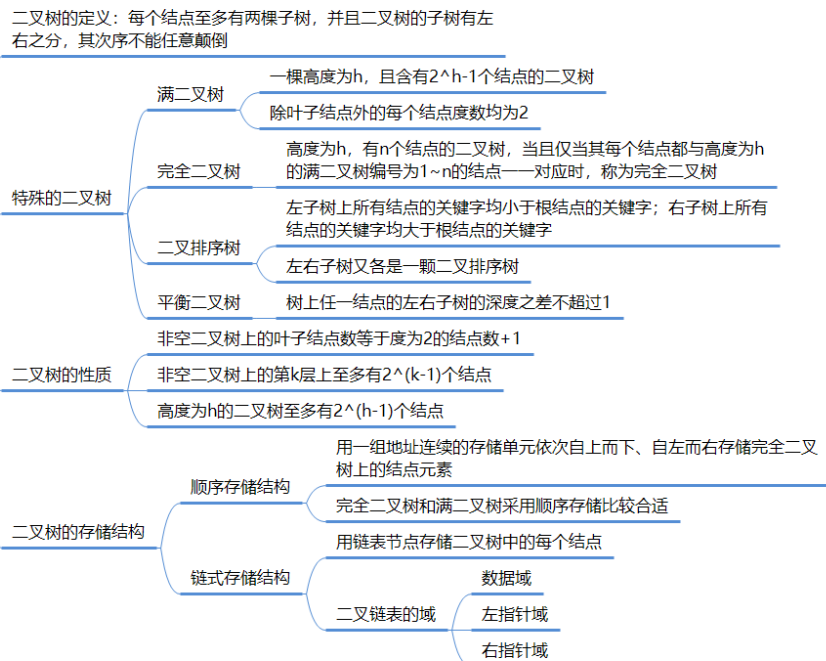 二叉树的定义：每个结点至多有两棵子树，并且二叉树的子树有左
右之分，其次序不能任意颠倒
特殊的二叉树
满二叉树
一棵高度为h，且含有2^h-1个结点的二叉树
除叶子结点外的每个结点度数均为2
完全二叉树
高度为h，有n个结点的二叉树，当且仅当其每个结点都与高度为h
的满二叉树编号为1~n的结点一一对应时，称为完全二叉树
二叉排序树
左子树上所有结点的关键字均小于根结点的关键字；右子树上所有
结点的关键字均大于根结点的关键字
左右子树又各是一颗二叉排序树
平衡二叉树
树上任一结点的左右子树的深度之差不超过1
二叉树的性质
非空二叉树上的叶子结点数等于度为2的结点数+1
非空二叉树上的第k层上至多有2^(k-1)个结点
高度为h的二叉树至多有2^(h-1)个结点
二叉树的存储结构
顺序存储结构
用一组地址连续的存储单元依次自上而下、自左而右存储完全二叉
树上的结点元素
完全二叉树和满二叉树采用顺序存储比较合适
链式存储结构
用链表节点存储二叉树中的每个结点
二叉链表的域
数据域
左指针域
右指针域